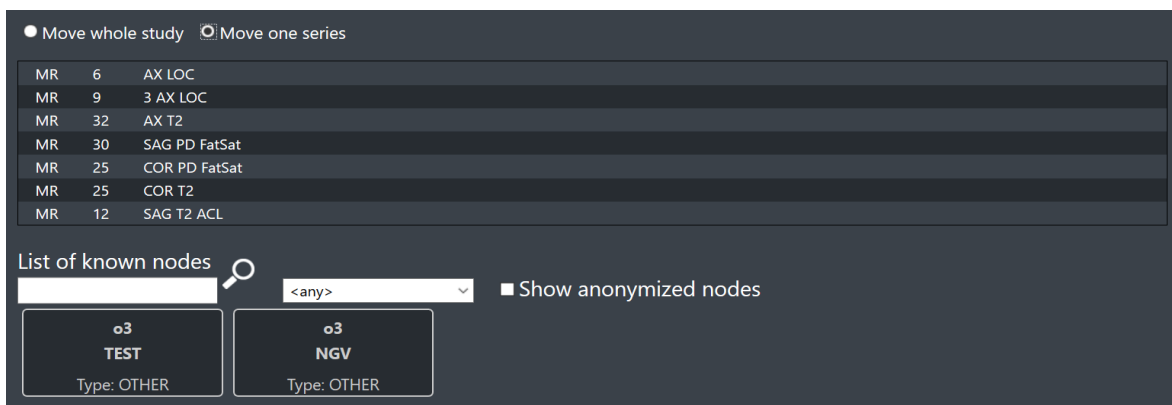 Move whole study Move one series
MR 6 AX LOC
MR 9 3 AX LOC
MR 32 AX T2
MR 30 SAG PD FatSat
MR 25 COR PD FatSat
MR 25 COR T2
MR 12 SAG T2 ACL
List of known nodes
<any> Show anonymized nodes
o3 o3
TEST NGV
Type: OTHER Type: OTHER